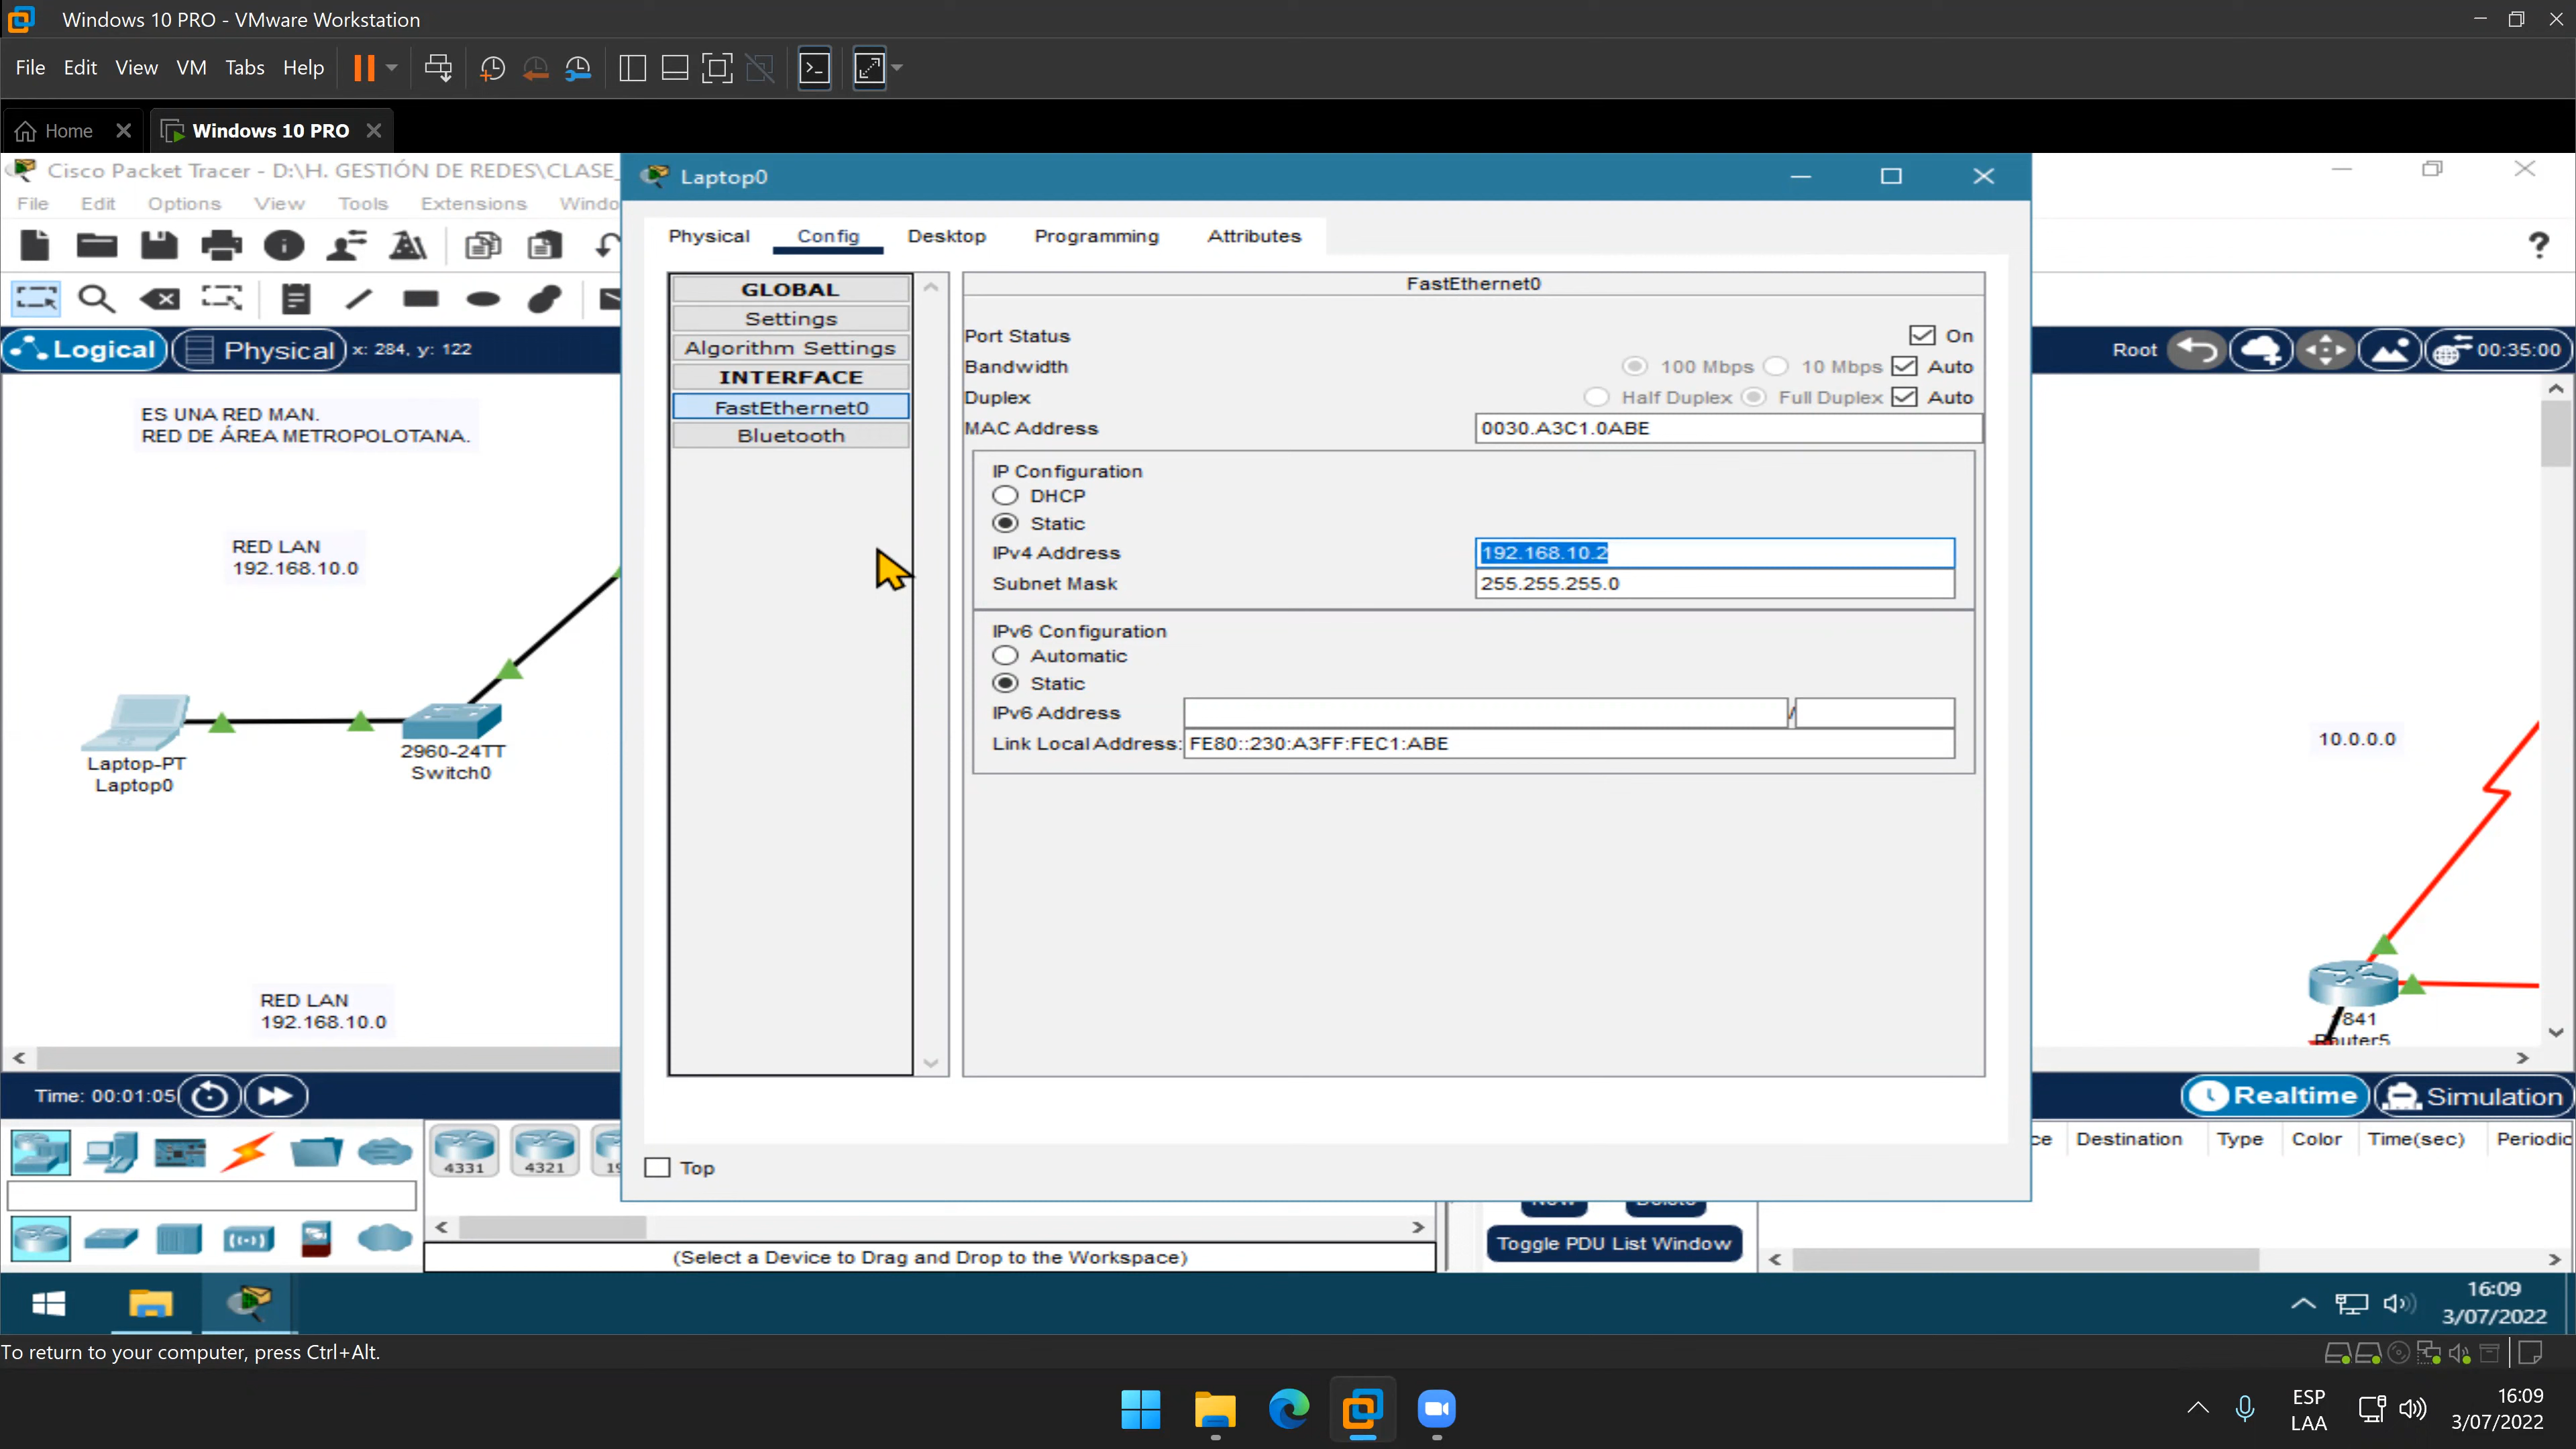 Windows 10 PRO - VMware Workstation
File Edit View VM Tabs Help
Home Windows 10 PRO
Cisco Packet Tracer - D:\H. GESTIÓN DE REDES\CLASE_
Laptop0
File Edit Options View Tools Extensions Windo
Physical Config Desktop Programming Attributes
?
GLOBAL
Settings
Algorithm Settings
INTERFACE
FastEthernet0
Bluetooth
FastEthernet0
Port Status On
Bandwidth 100 Mbps 10 Mbps Auto
Duplex Half Duplex Full Duplex Auto
MAC Address 0030.A3C1.0ABE
IP Configuration
DHCP
Static
IPv4 Address 192.168.10.2
Subnet Mask 255.255.255.0
IPv6 Configuration
Automatic
Static
IPv6 Address /
Link Local Address: FE80::230:A3FF:FEC1:ABE
Top
Logical Physical x: 284, y: 122
Root 00:35:00
ES UNA RED MAN.
RED DE ÁREA METROPOLOTANA.
RED LAN
192.168.10.0
Laptop-PT
Laptop0
2960-24TT
Switch0
RED LAN
192.168.10.0
10.0.0.0
1841
Router5
Time: 00:01:05
Realtime Simulation
4331 4321 19
ce Destination Type Color Time(sec) Periodic
New Delete
Toggle PDU List Window
(Select a Device to Drag and Drop to the Workspace)
16:09
3/07/2022
To return to your computer, press Ctrl+Alt.
ESP
LAA
16:09
3/07/2022